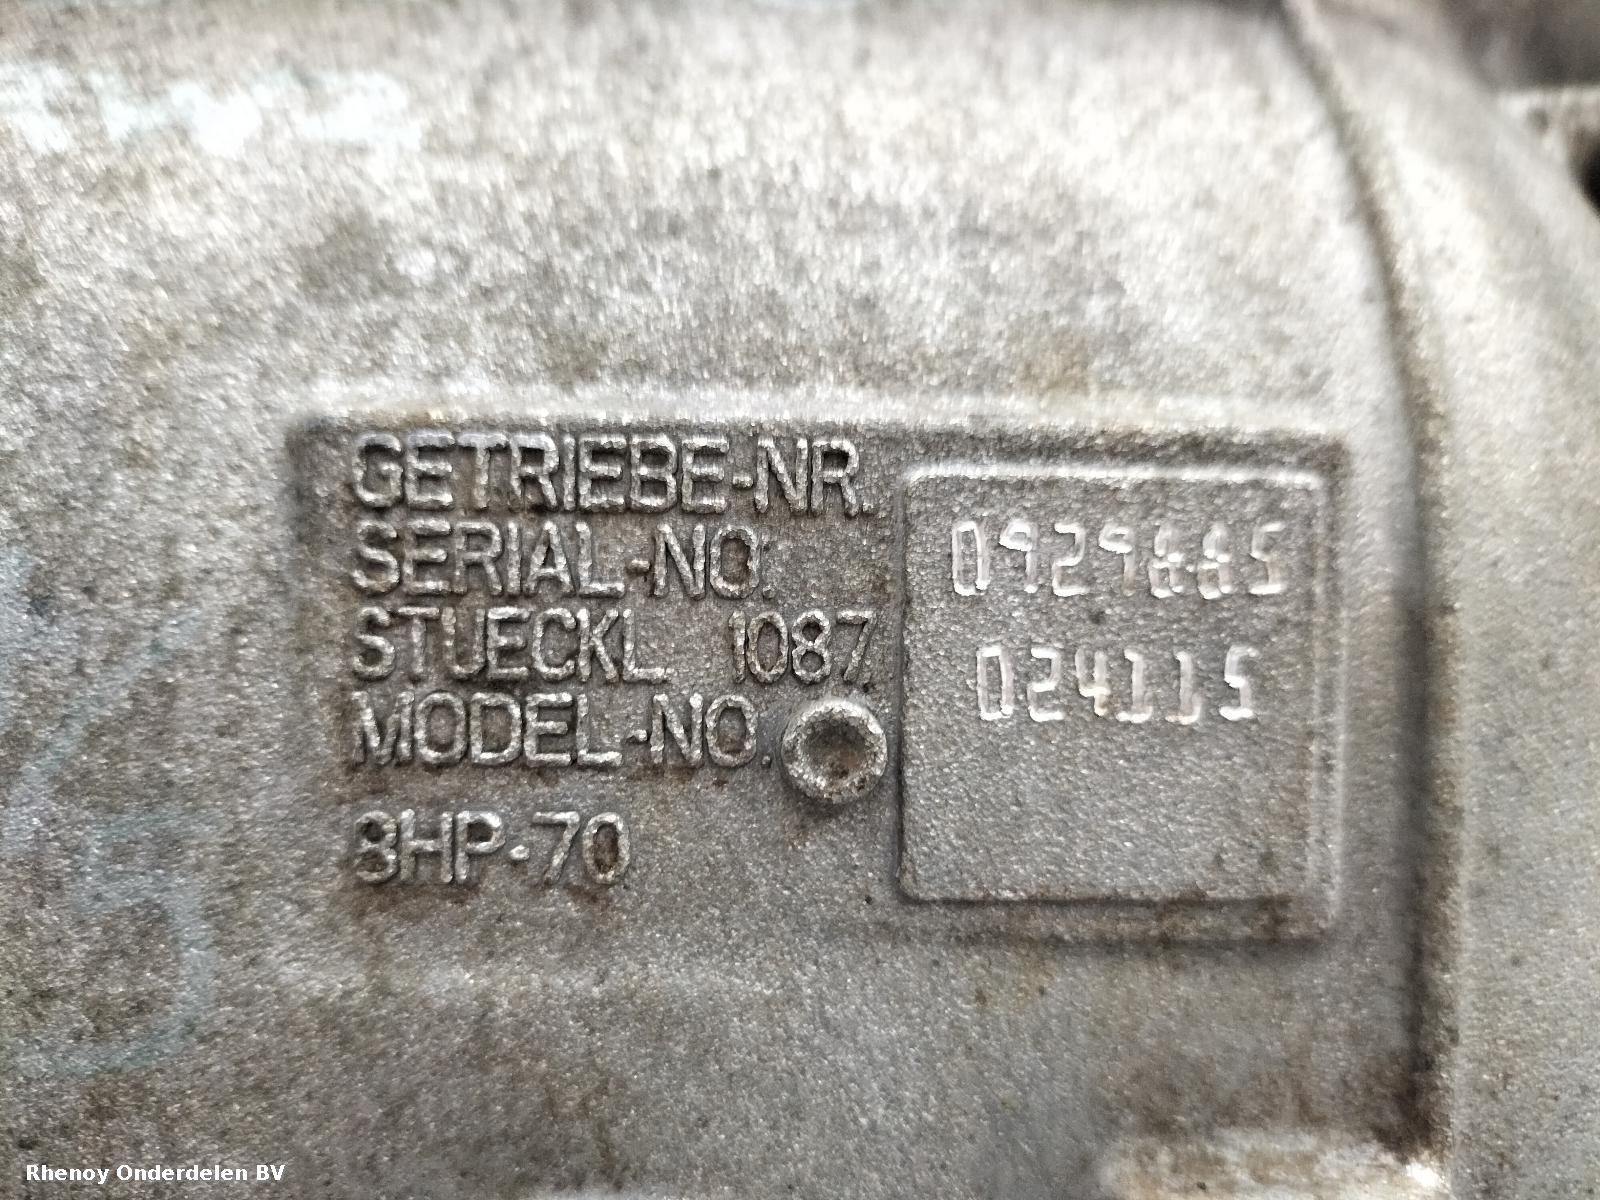 GETRIEBE-NR.
SERIAL-NO.
0929885
STUECKL. 1087
024115
MODEL-NO.
8HP-70
Rhenoy Onderdelen BV